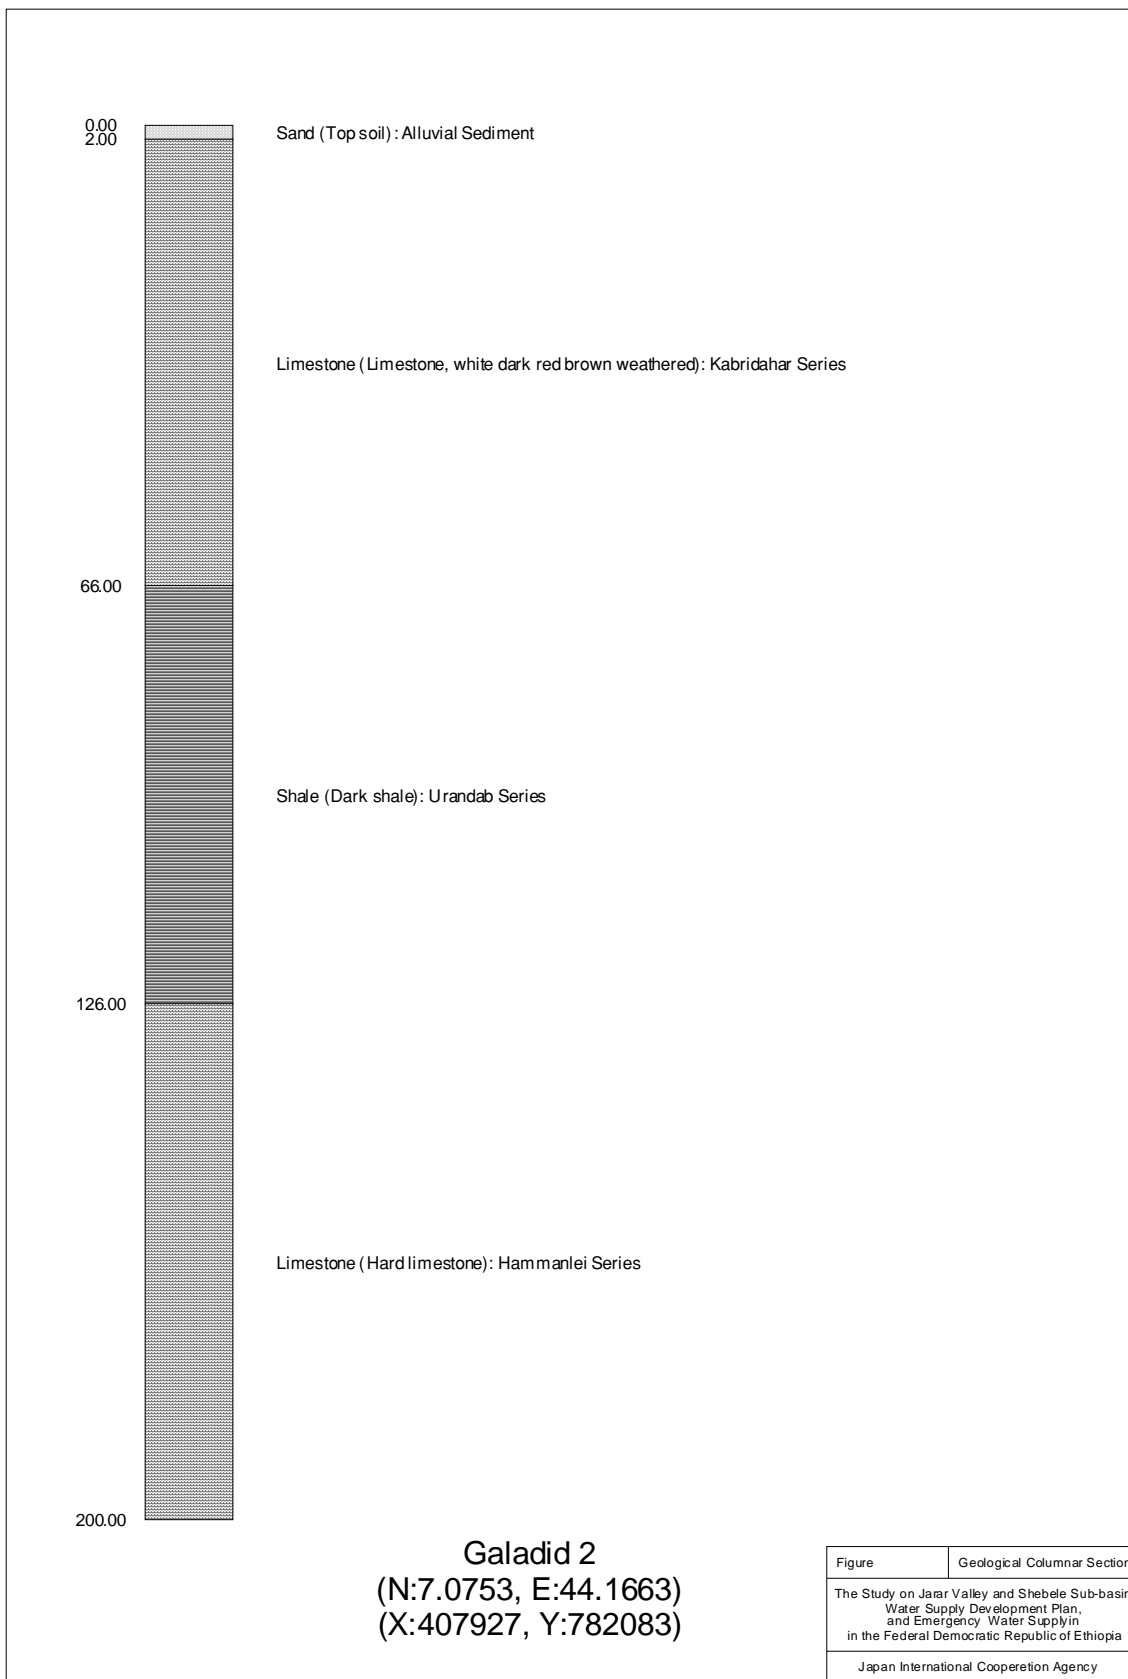 0.00
2.00
Sand (Top soil) : Alluvial Sediment
Limestone (Limestone, white dark red brown weathered): Kabridahar Series
66.00
Shale (Dark shale): Urandab Series
126.00
Limestone (Hard limestone): Hammanlei Series
200.00
Galadid 2
(N:7.0753, E:44.1663)
(X:407927, Y:782083)
Figure
Geological Columnar Section
The Study on Jarar Valley and Shebele Sub-basin
Water Supply Development Plan,
and Emergency Water Supplyin
in the Federal Democratic Republic of Ethiopia
Japan International Cooperetion Agency